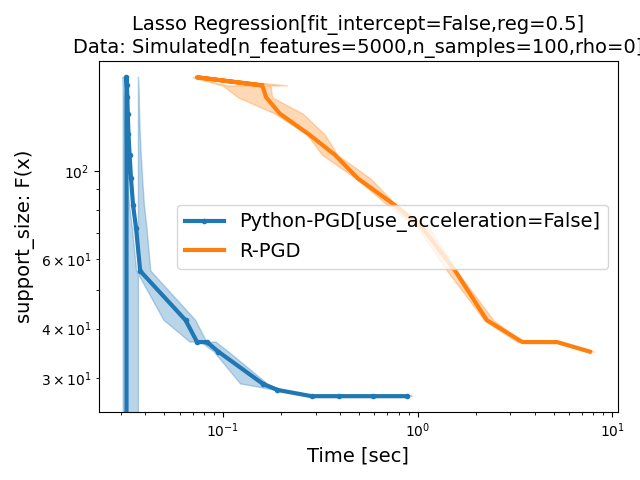 Lasso Regression[fit_intercept=False,reg=0.5]
Data: Simulated[n_features=5000,n_samples=100,rho=0]
support_size: F(x)
10²
6 × 10¹
4 × 10¹
3 × 10¹
Python-PGD[use_acceleration=False]
R-PGD
10⁻¹ 10⁰ 10¹
Time [sec]